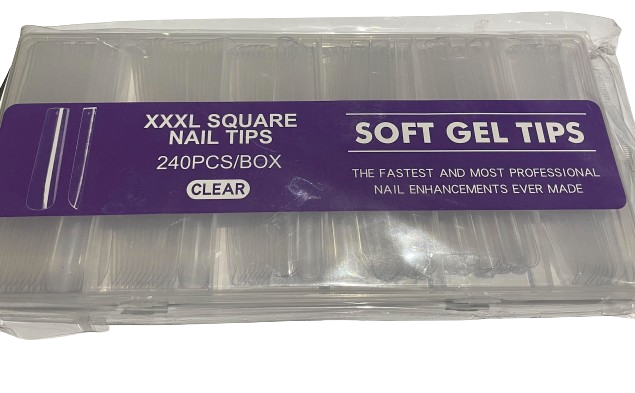 XXXL SQUARE
NAIL TIPS
240PCS/BOX
CLEAR
SOFT GEL TIPS
THE FASTEST AND MOST PROFESSIONAL
NAIL ENHANCEMENTS EVER MADE